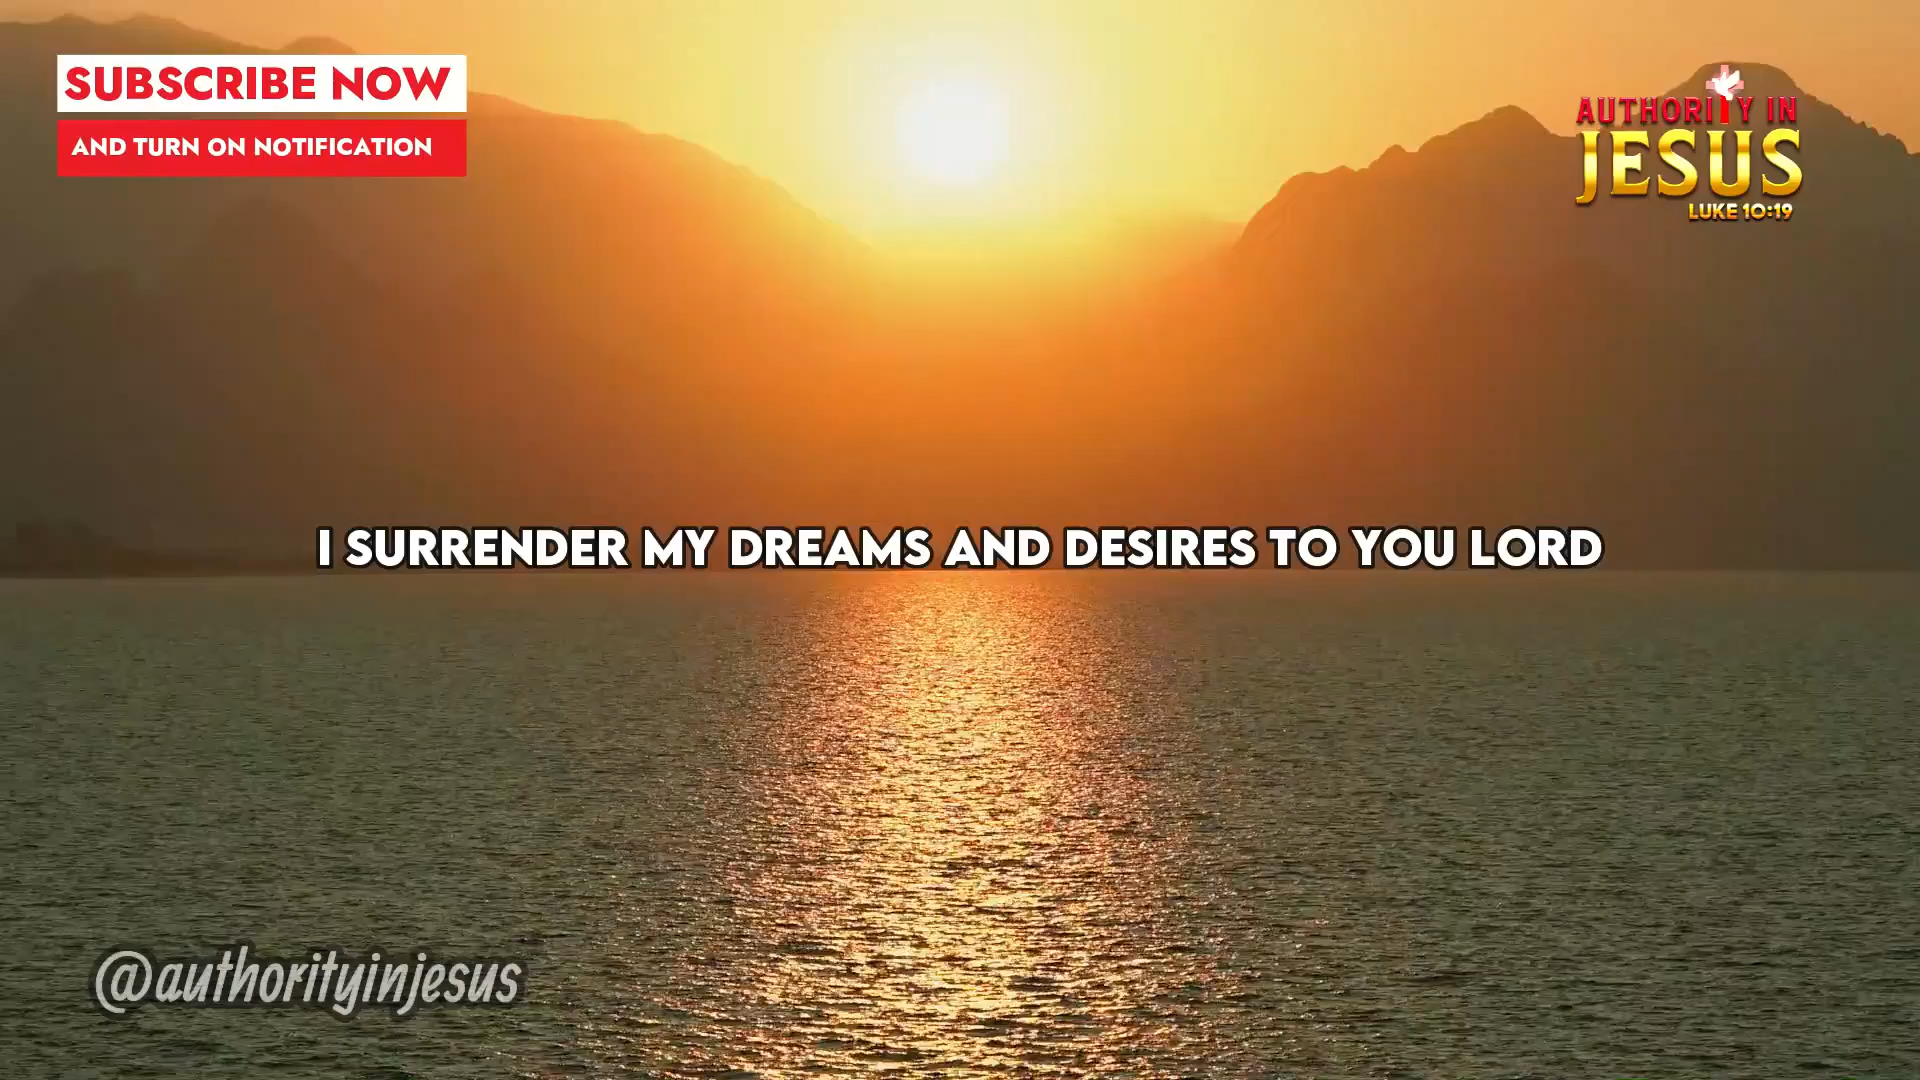 SUBSCRIBE NOW
AND TURN ON NOTIFICATION
AUTHORITY IN
JESUS
LUKE 10:19
I SURRENDER MY DREAMS AND DESIRES TO YOU LORD
@authorityinjesus